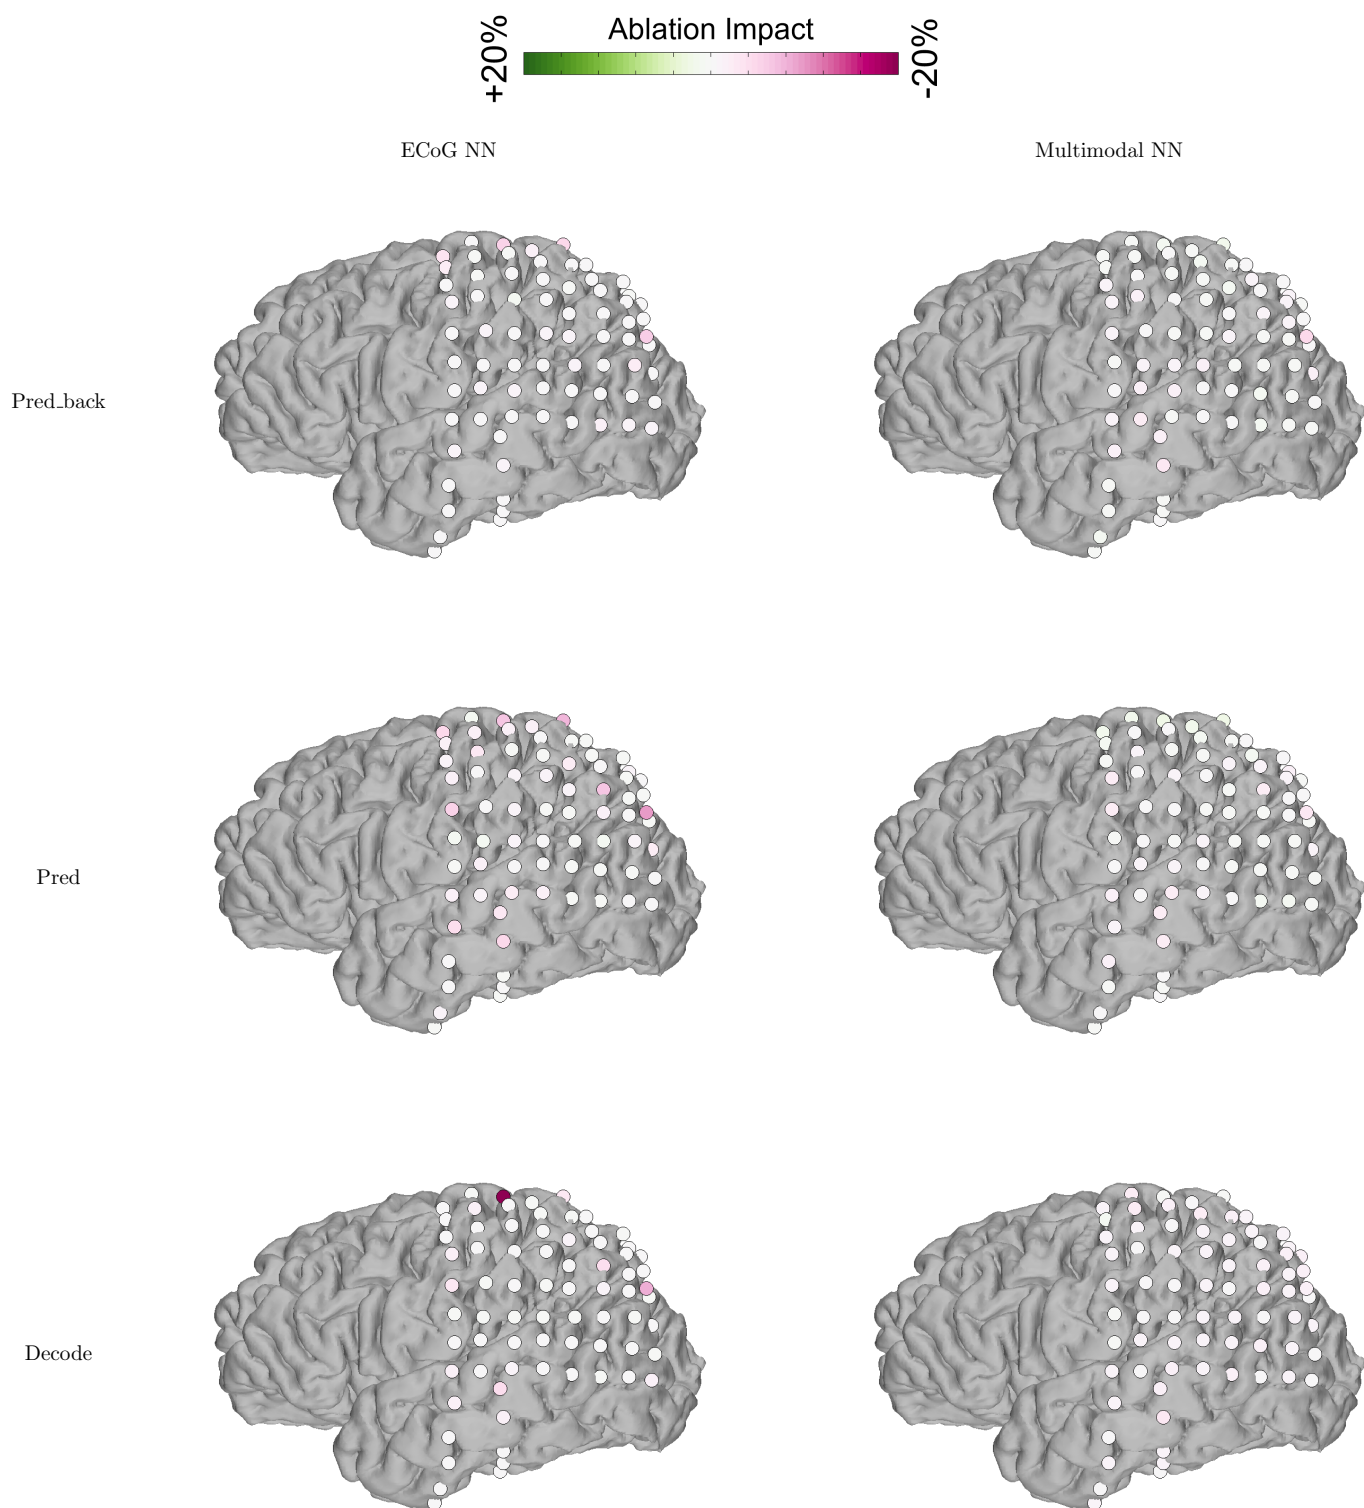 Ablation Impact
+20%
-20%
ECoG NN
Multimodal NN
Pred_back
Pred
Decode